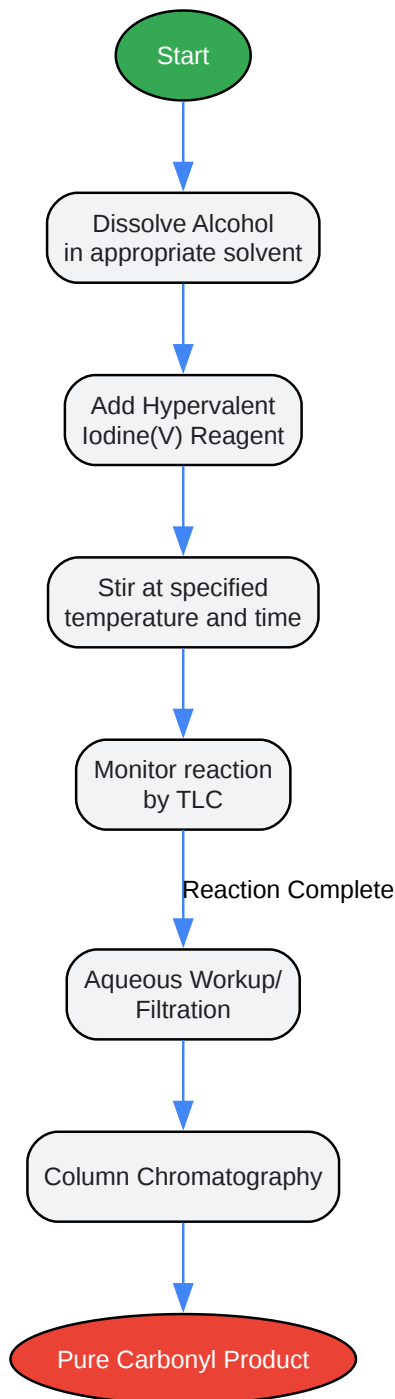 Start
Dissolve Alcohol
in appropriate solvent
Add Hypervalent
Iodine(V) Reagent
Stir at specified
temperature and time
Monitor reaction
by TLC
Reaction Complete
Aqueous Workup/
Filtration
Column Chromatography
Pure Carbonyl Product